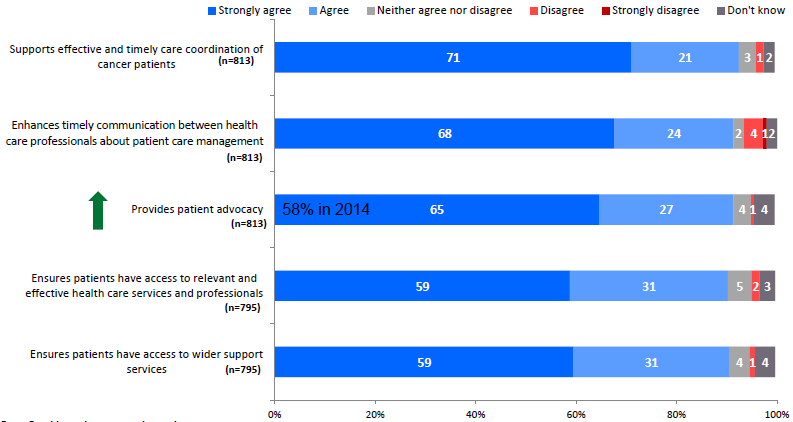 Strongly agree Agree Neither agree nor disagree Disagree Strongly disagree Don't know
Supports effective and timely care coordination of
cancer patients (n=813)
71 21 3 1 2
Enhances timely communication between health
care professionals about patient care management
(n=813)
68 24 2 4 1 2
Provides patient advocacy
(n=813)
58% in 2014 65 27 4 1 4
Ensures patients have access to relevant and
effective health care services and professionals
(n=795)
59 31 5 2 3
Ensures patients have access to wider support
services (n=795)
59 31 4 1 4
0% 20% 40% 60% 80% 100%